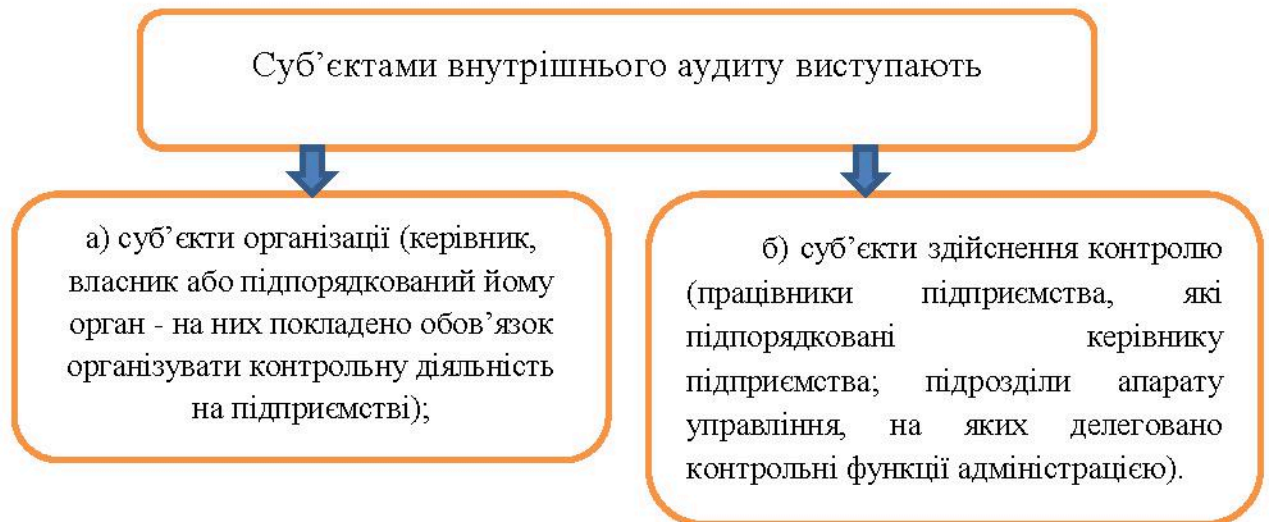 Суб’єктами внутрішнього аудиту виступають
а) суб’єкти організації (керівник,
власник або підпорядкований йому
орган - на них покладено обов’язок
організувати контрольну діяльність
на підприємстві);
б) суб’єкти здійснення контролю
(працівники підприємства, які
підпорядковані керівнику
підприємства; підрозділи апарату
управління, на яких делеговано
контрольні функції адміністрацією).